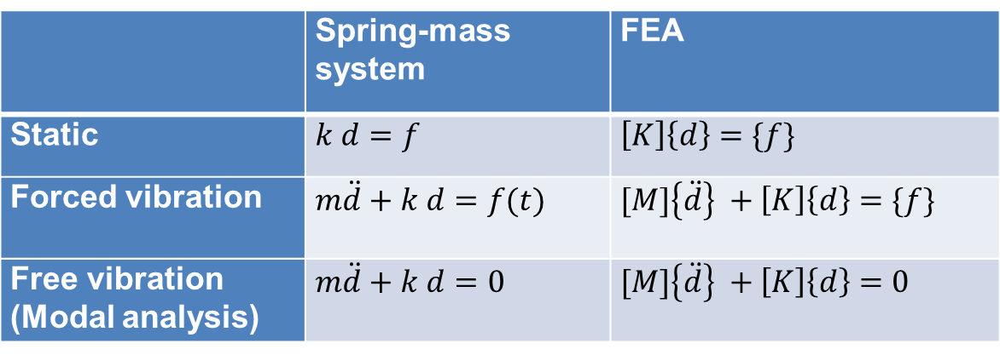 Spring-mass system
FEA
Static
k d = f
[K]{d} = {f}
Forced vibration
md̈ + k d = f(t)
[M]{d̈} + [K]{d} = {f}
Free vibration (Modal analysis)
md̈ + k d = 0
[M]{d̈} + [K]{d} = 0